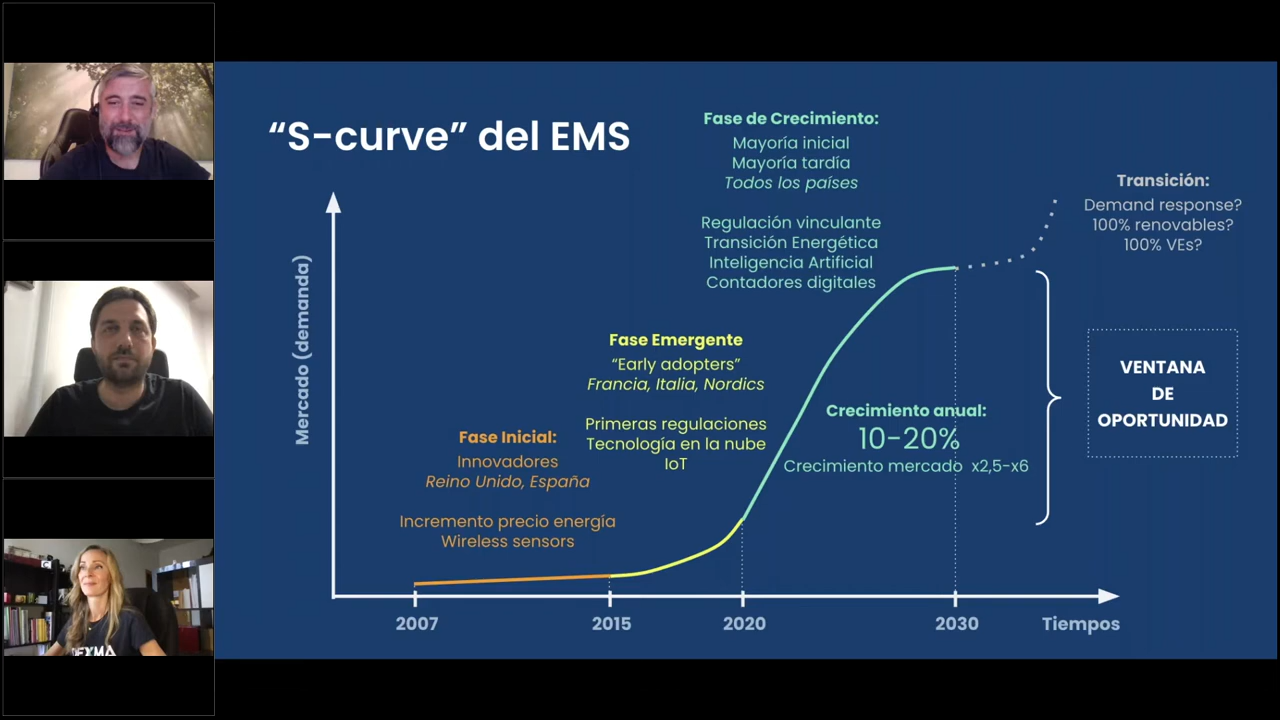 “S-curve” del EMS
Fase de Crecimiento:
Mayoría inicial
Mayoría tardía
Todos los países
Regulación vinculante
Transición Energética
Inteligencia Artificial
Contadores digitales
Transición:
Demand response?
100% renovables?
100% VEs?
Mercado (demanda)
Fase Emergente
“Early adopters”
Francia, Italia, Nordics
Primeras regulaciones
Tecnología en la nube
IoT
VENTANA
DE
OPORTUNIDAD
Crecimiento anual:
10-20%
Crecimiento mercado x2,5-x6
Fase Inicial:
Innovadores
Reino Unido, España
Incremento precio energía
Wireless sensors
2007
2015
2020
2030
Tiempos